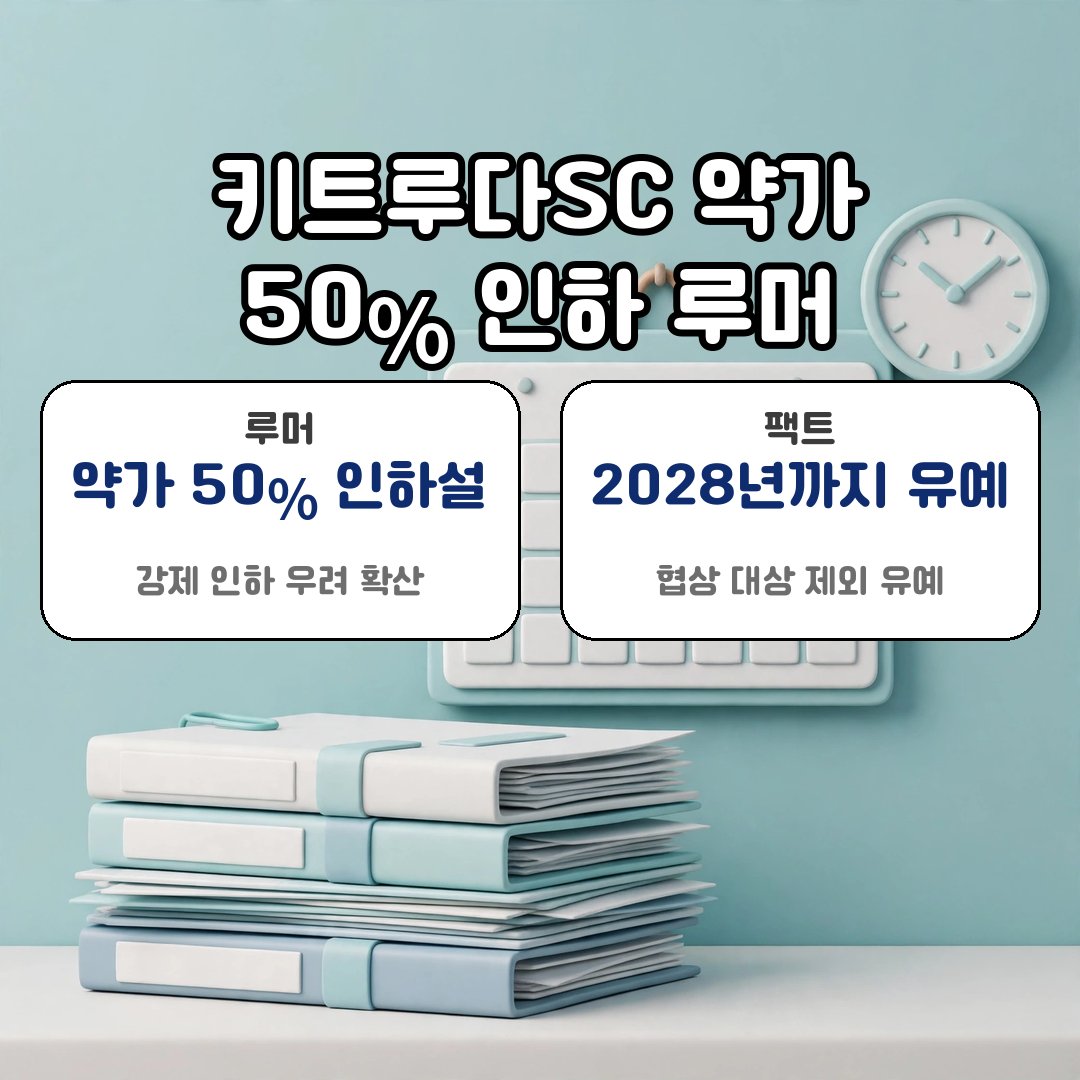 키트루다SC 약가
50% 인하 루머
루머
약가 50% 인하설
강제 인하 우려 확산
팩트
2028년까지 유예
협상 대상 제외 유예